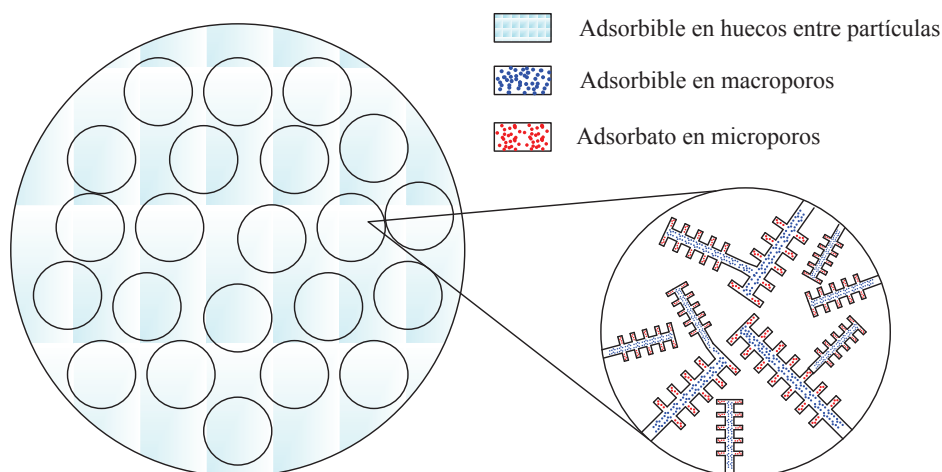 Adsorbible en huecos entre partículas
Adsorbible en macroporos
Adsorbato en microporos